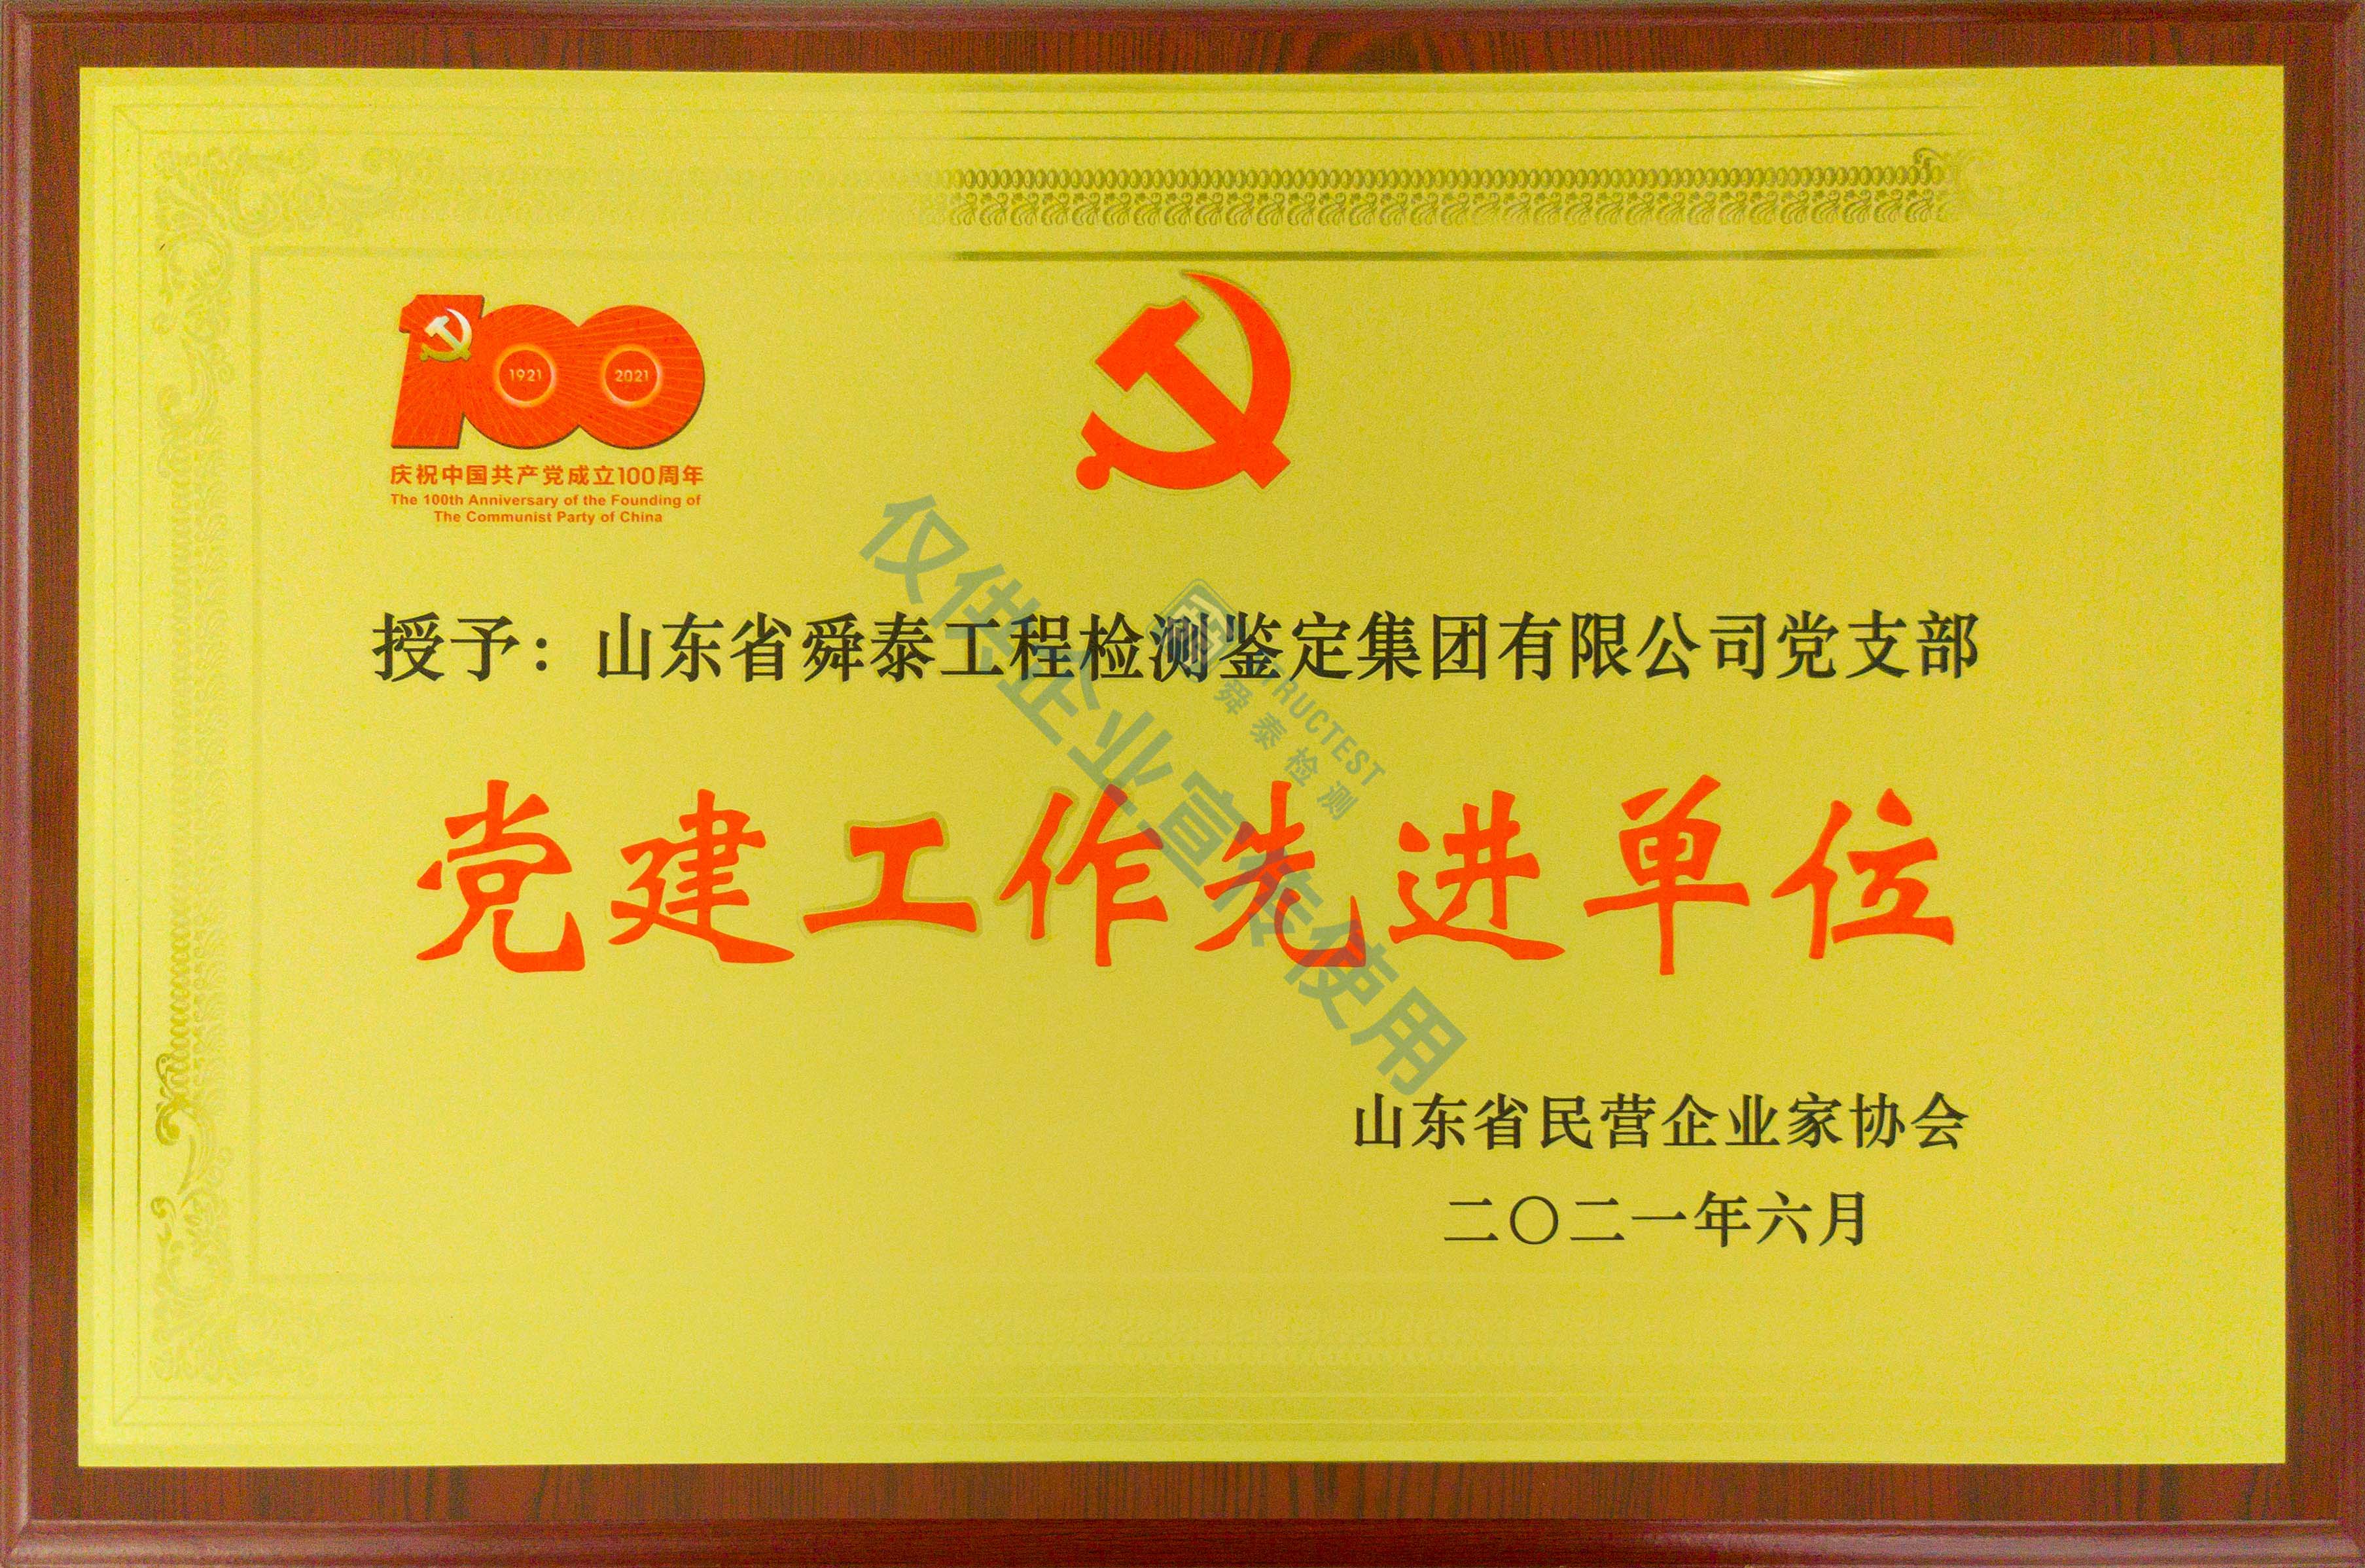 100
1921
2021
庆祝中国共产党成立100周年
The 100th Anniversary of the Founding of
The Communist Party of China
授予：山东省舜泰工程检测鉴定集团有限公司党支部
党建工作先进单位
山东省民营企业家协会
二〇二一年六月
仅供企业宣传使用
STRUCTEST
舜泰检测